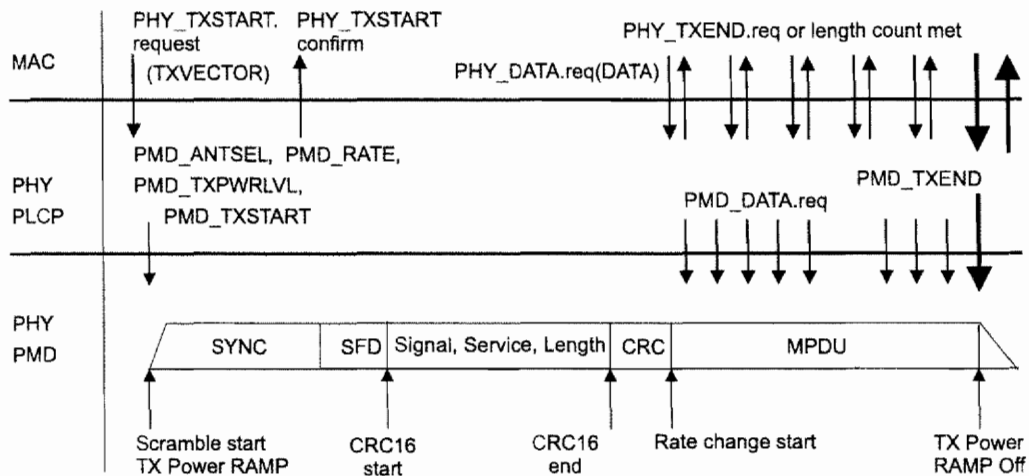 PHY_TXSTART.
request
(TXVECTOR)
PHY_TXSTART
confirm
PHY_TXEND.req or length count met
MAC
PHY_DATA.req(DATA)
PMD_ANTSEL, PMD_RATE,
PMD_TXPWRLVL,
PMD_TXSTART
PHY
PLCP
PMD_TXEND
PMD_DATA.req
PHY
PMD
SYNC
SFD
Signal, Service, Length
CRC
MPDU
Scramble start
TX Power RAMP
CRC16
start
CRC16
end
Rate change start
TX Power
RAMP Off